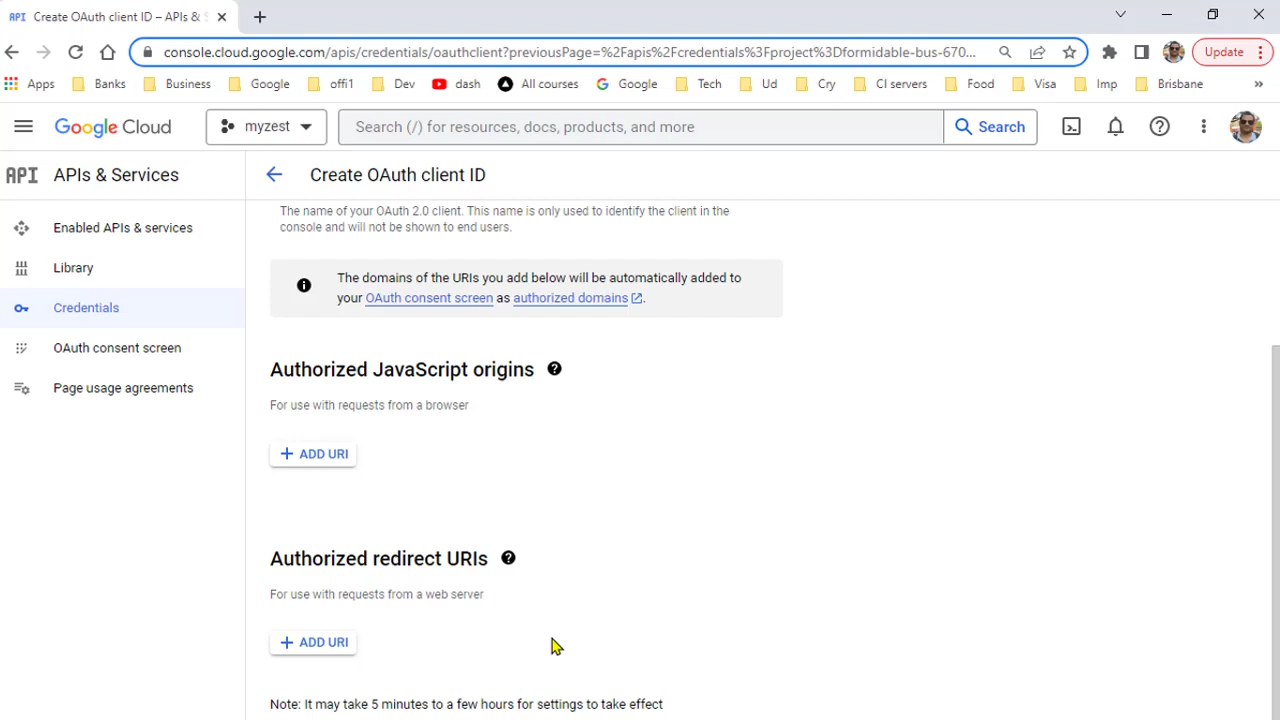 API Create OAuth client ID – APIs & S
console.cloud.google.com/apis/credentials/oauthclient?previousPage=%2Fapis%2Fcredentials%3Fproject%3Dformidable-bus-670...
Update
Apps Banks Business Google offi1 Dev dash All courses Google Tech Ud Cry CI servers Food Visa Imp Brisbane »
Google Cloud myzest Search (/) for resources, docs, products, and more Search
API APIs & Services
Create OAuth client ID
Enabled APIs & services
Library
Credentials
OAuth consent screen
Page usage agreements
The name of your OAuth 2.0 client. This name is only used to identify the client in the
console and will not be shown to end users.
The domains of the URIs you add below will be automatically added to
your OAuth consent screen as authorized domains.
Authorized JavaScript origins
For use with requests from a browser
+ ADD URI
Authorized redirect URIs
For use with requests from a web server
+ ADD URI
Note: It may take 5 minutes to a few hours for settings to take effect